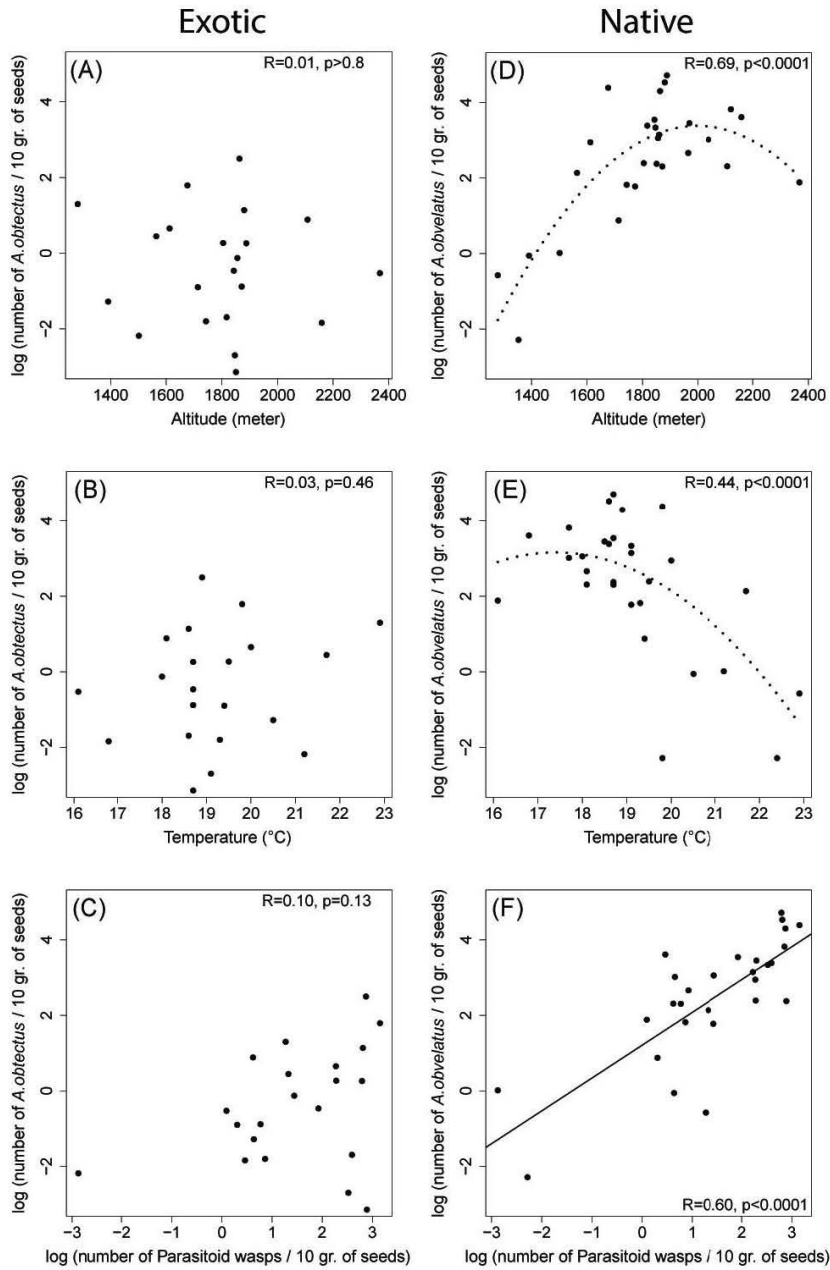 Exotic
Native
(A)
R=0.01, p>0.8
log (number of A.obtectus / 10 gr. of seeds)
4
2
0
−2
1400 1600 1800 2000 2200 2400
Altitude (meter)
(D)
R=0.69, p<0.0001
log (number of A.obvelatus / 10 gr. of seeds)
4
2
0
−2
1400 1600 1800 2000 2200 2400
Altitude (meter)
(B)
R=0.03, p=0.46
log (number of A.obtectus / 10 gr. of seeds)
4
2
0
−2
16 17 18 19 20 21 22 23
Temperature (°C)
(E)
R=0.44, p<0.0001
log (number of A.obvelatus / 10 gr. of seeds)
4
2
0
−2
16 17 18 19 20 21 22 23
Temperature (°C)
(C)
R=0.10, p=0.13
log (number of A.obtectus / 10 gr. of seeds)
4
2
0
−2
−3 −2 −1 0 1 2 3
log (number of Parasitoid wasps / 10 gr. of seeds)
(F)
log (number of A.obvelatus / 10 gr. of seeds)
4
2
0
−2
R=0.60, p<0.0001
−3 −2 −1 0 1 2 3
log (number of Parasitoid wasps / 10 gr. of seeds)